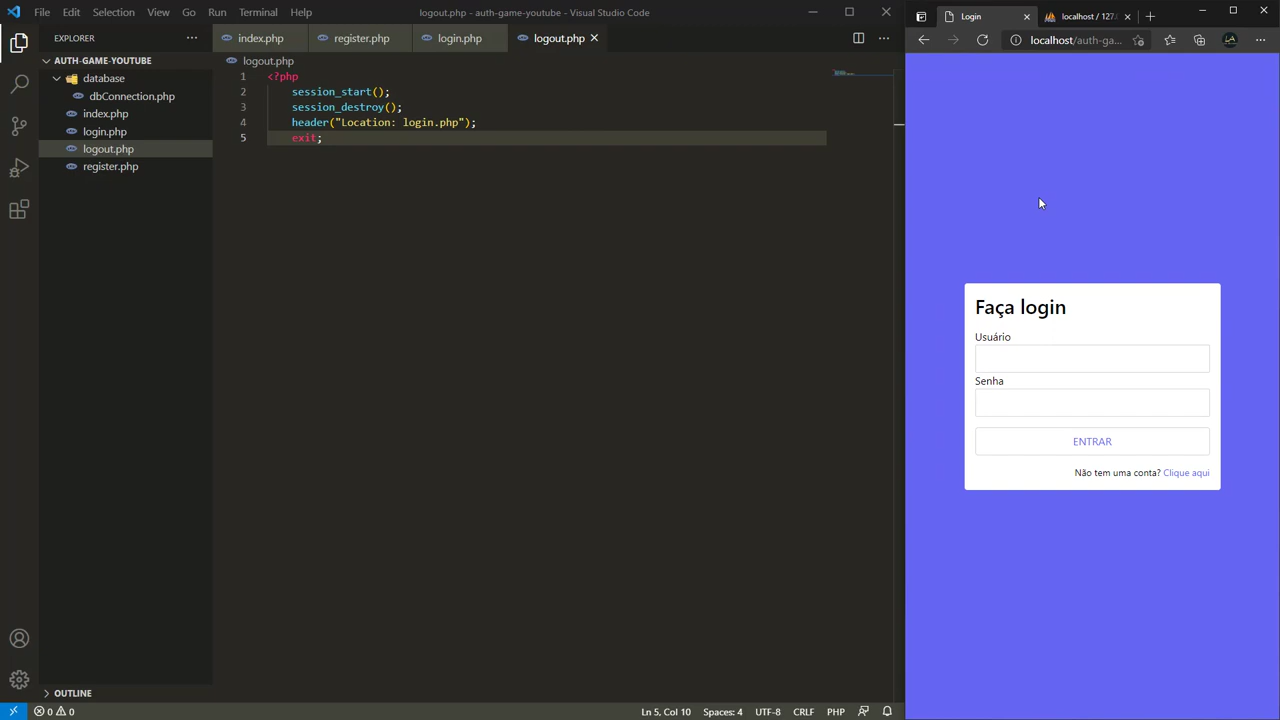 File Edit Selection View Go Run Terminal Help
logout.php - auth-game-youtube - Visual Studio Code
EXPLORER
AUTH-GAME-YOUTUBE
database
dbConnection.php
index.php
login.php
logout.php
register.php
OUTLINE
index.php register.php login.php logout.php
logout.php
1 <?php
2 session_start();
3 session_destroy();
4 header("Location: login.php");
5 exit;
0 0
Ln 5, Col 10 Spaces: 4 UTF-8 CRLF PHP
Login
localhost / 127.
localhost/auth-ga...
Faça login
Usuário
Senha
ENTRAR
Não tem uma conta? Clique aqui